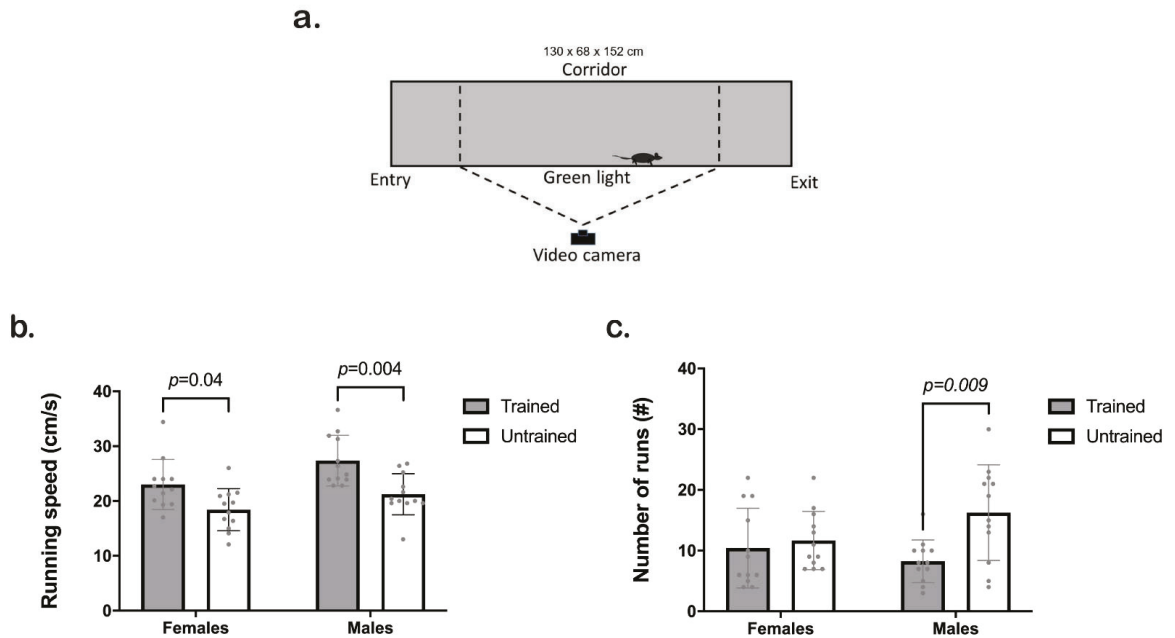 a.
130 x 68 x 152 cm
Corridor
Entry
Green light
Exit
Video camera
b.
Running speed (cm/s)
40
30
20
10
0
p=0.04
p=0.004
Females
Males
Trained
Untrained
c.
Number of runs (#)
40
30
20
10
0
p=0.009
Females
Males
Trained
Untrained